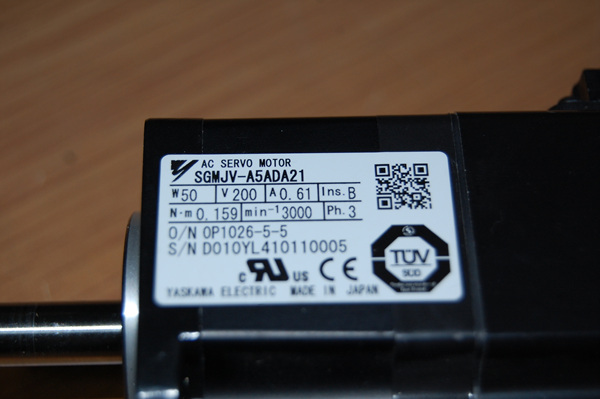 AC SERVO MOTOR
SGMJV-A5ADA21
W 50 V 200 A 0.61 Ins. B
N·m 0.159 min⁻¹ 3000 Ph. 3
O/N 0P1026-5-5
S/N D010YL410110005
c RU US CE
TÜV
YASKAWA ELECTRIC MADE IN JAPAN